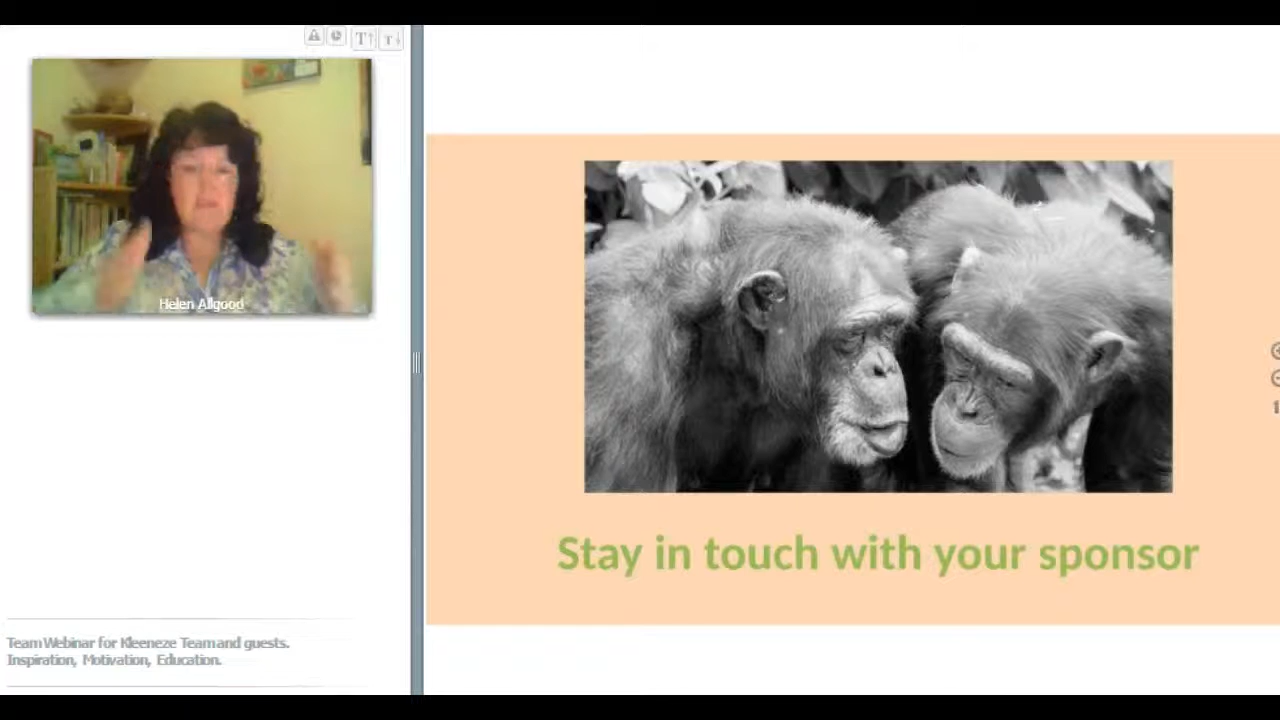 T↑ T↓
Helen Allgood
Stay in touch with your sponsor
Team Webinar for Kleeneze Team and guests.
Inspiration, Motivation, Education.